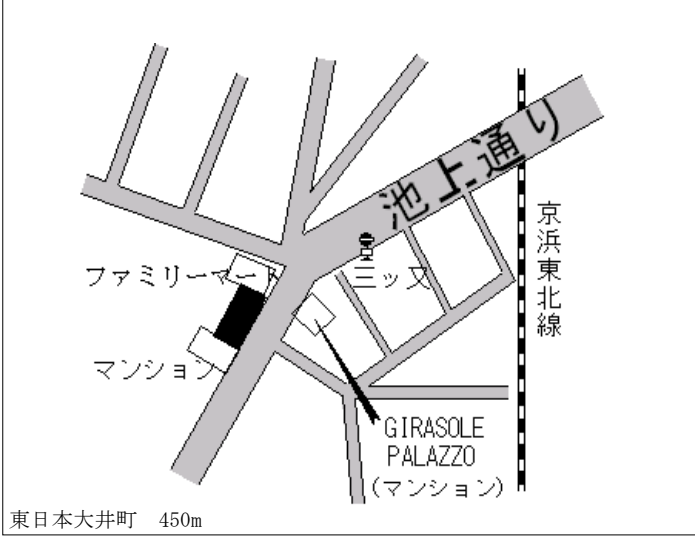 池上通り
京浜東北線
ファミリーマート
三ッ又
マンション
GIRASOLE
PALAZZO
(マンション)
東日本大井町　450m